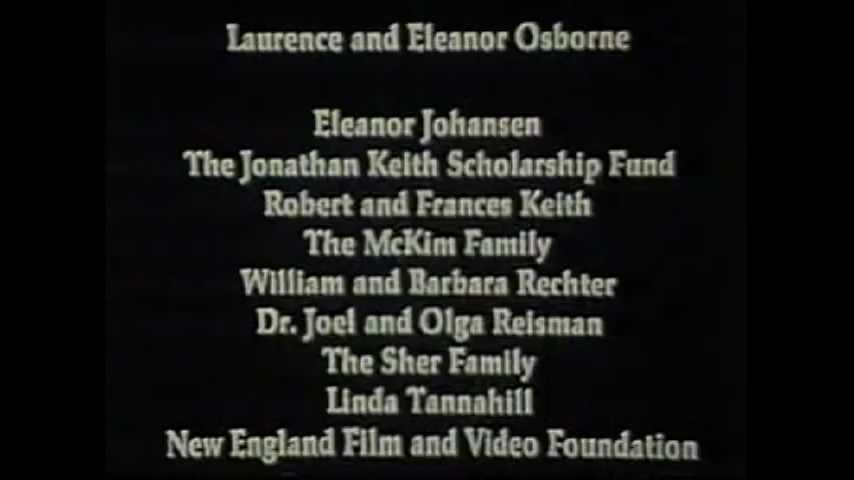 Laurence and Eleanor Osborne
Eleanor Johansen
The Jonathan Keith Scholarship Fund
Robert and Frances Keith
The McKim Family
William and Barbara Rechter
Dr. Joel and Olga Reisman
The Sher Family
Linda Tannahill
New England Film and Video Foundation